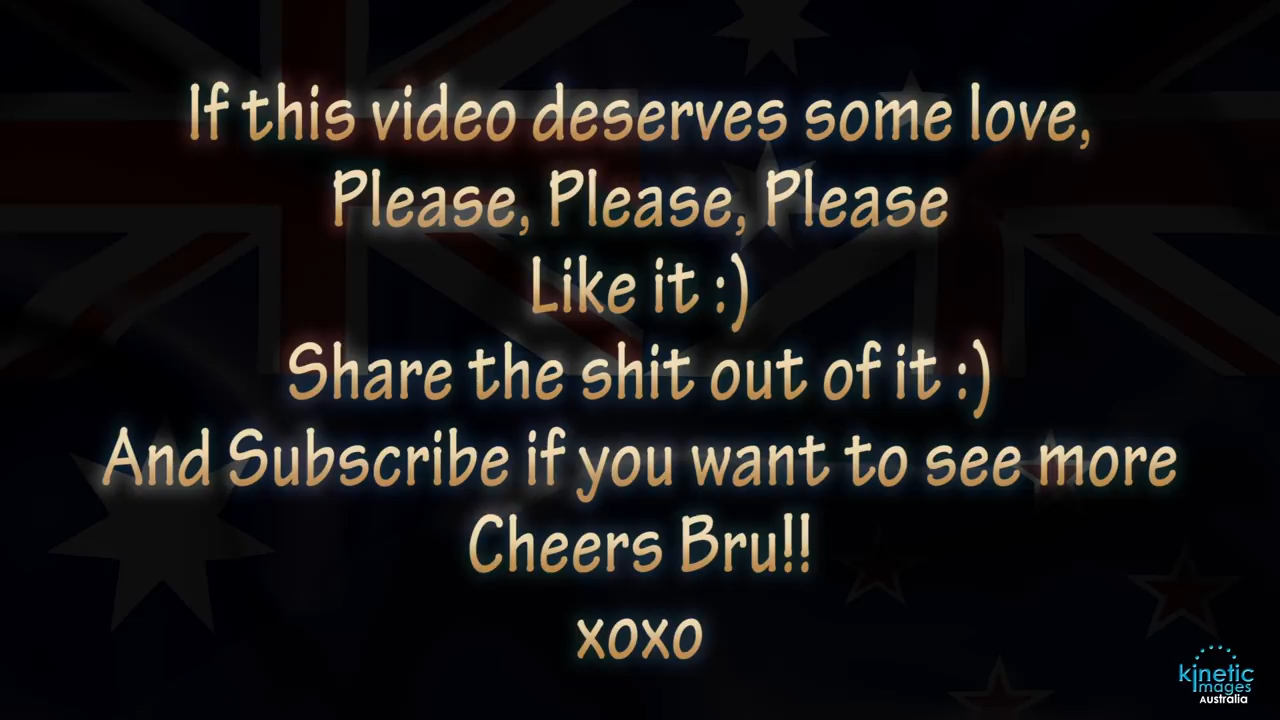 If this video deserves some love,
Please, Please, Please
Like it :)
Share the shit out of it :)
And Subscribe if you want to see more
Cheers Bru!!
xoxo
kinetic
images
Australia